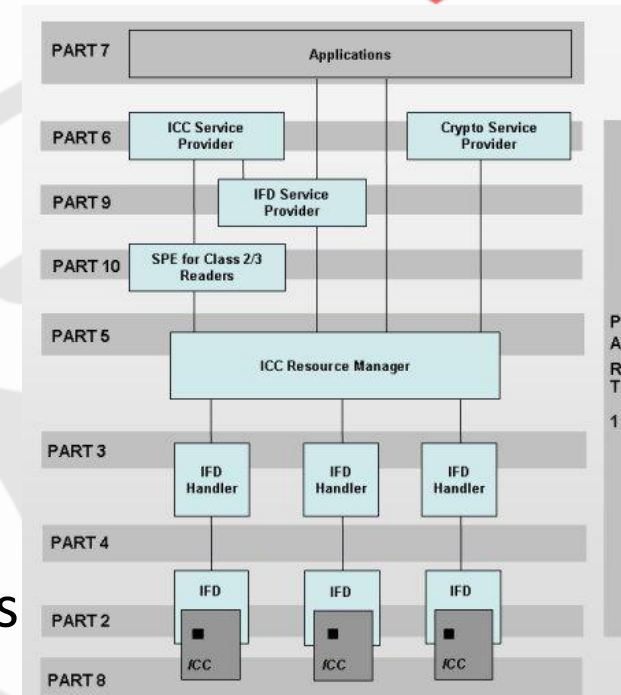 PART 7
Applications
PART 6
ICC Service
Provider
Crypto Service
Provider
PART 9
IFD Service
Provider
PART 10
SPE for Class 2/3
Readers
PART 5
ICC Resource Manager
P
A
R
T
1
PART 3
IFD
Handler
IFD
Handler
IFD
Handler
PART 4
IFD
IFD
IFD
s
PART 2
ICC
ICC
ICC
PART 8